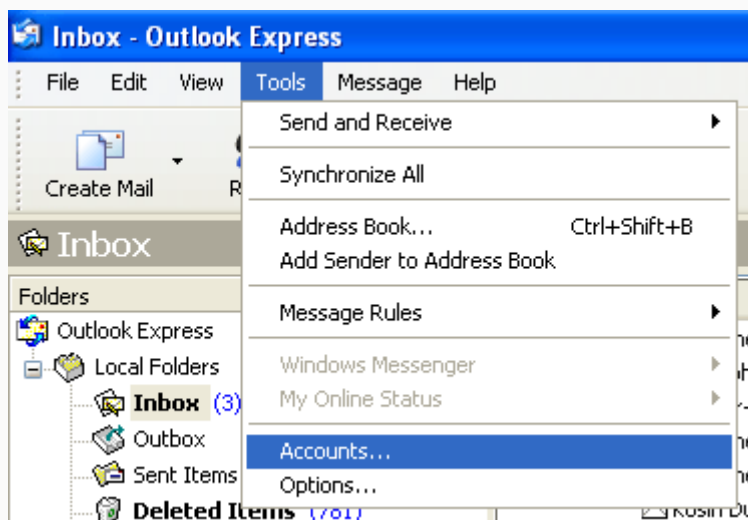 Inbox - Outlook Express
File Edit View Tools Message Help
Send and Receive
Create Mail
Synchronize All
Address Book... Ctrl+Shift+B
Inbox
Add Sender to Address Book
Folders
Message Rules
Outlook Express
Local Folders
Windows Messenger
Inbox (3)
My Online Status
Outbox
Accounts...
Sent Items
Options...
Deleted Items (781)